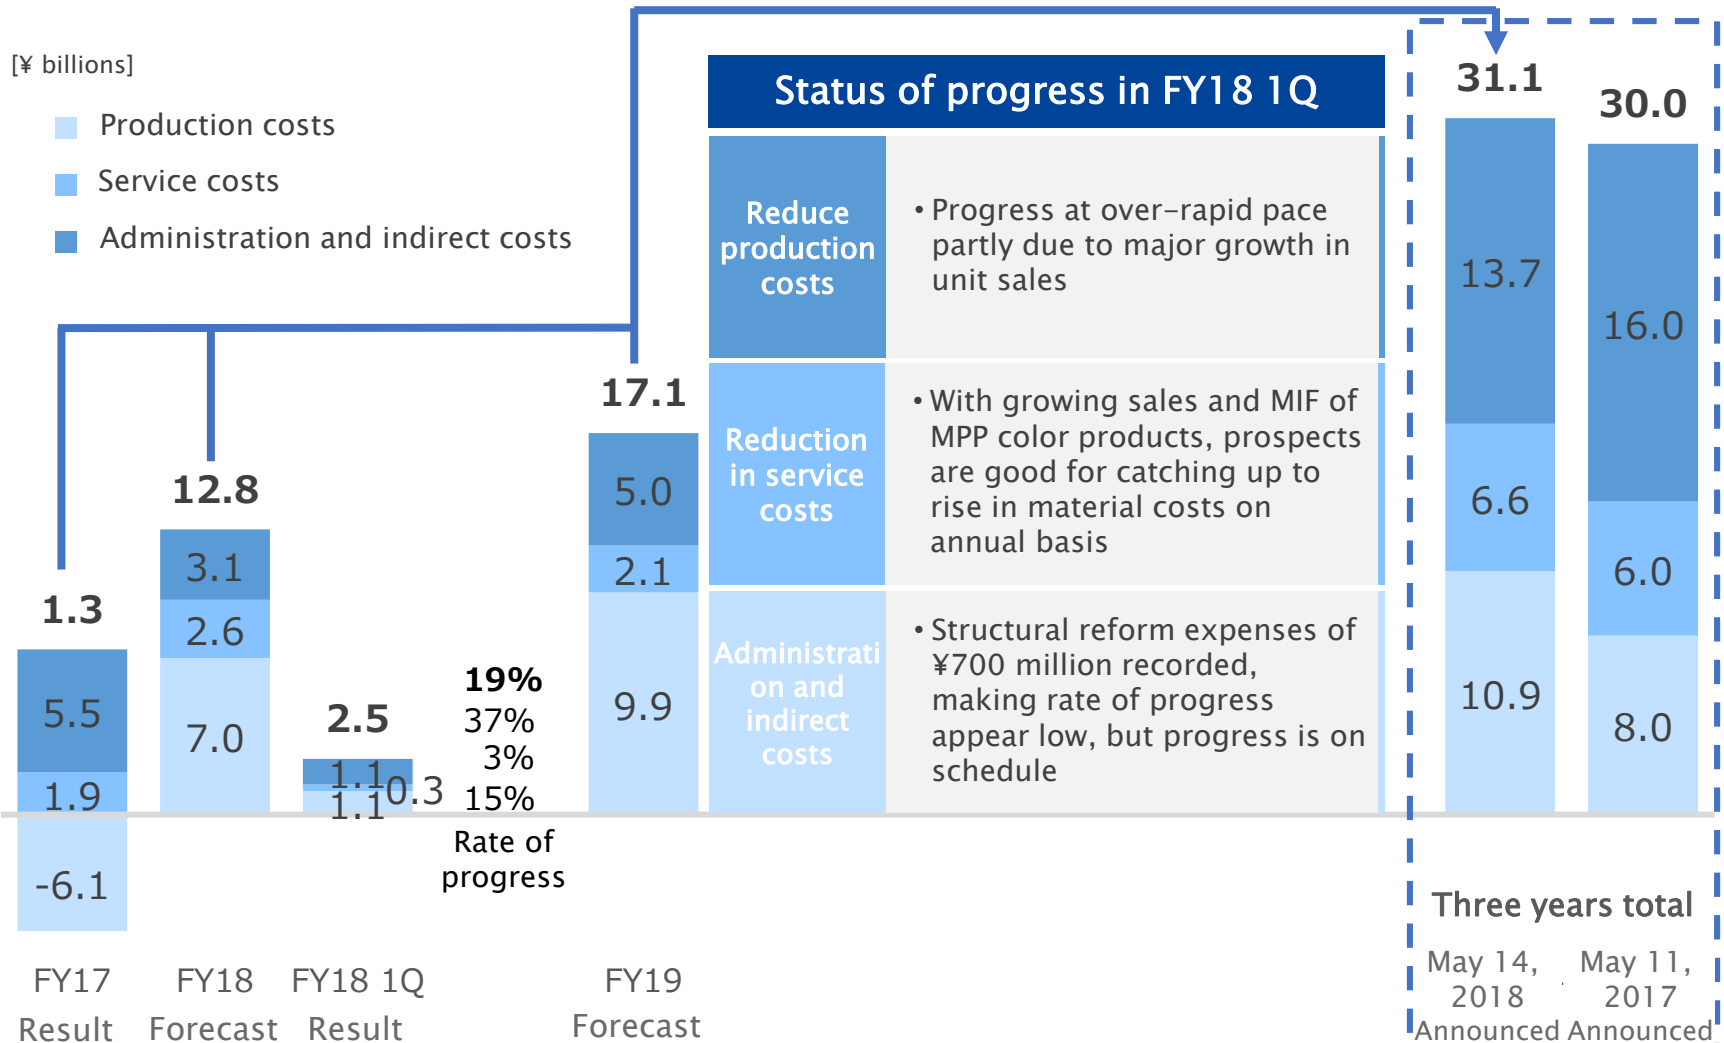 [¥ billions]
Production costs
Service costs
Administration and indirect costs
Status of progress in FY18 1Q
Reduce
production
costs
• Progress at over-rapid pace
partly due to major growth in
unit sales
Reduction
in service
costs
• With growing sales and MIF of
MPP color products, prospects
are good for catching up to
rise in material costs on
annual basis
Administrati
on and
indirect
costs
• Structural reform expenses of
¥700 million recorded,
making rate of progress
appear low, but progress is on
schedule
1.3
5.5
1.9
-6.1
FY17
Result
12.8
3.1
2.6
7.0
FY18
Forecast
2.5
1.1
0.3
1.1
FY18 1Q
Result
19%
37%
3%
15%
Rate of
progress
17.1
5.0
2.1
9.9
FY19
Forecast
31.1
13.7
6.6
10.9
30.0
16.0
6.0
8.0
Three years total
May 14,
2018
Announced
May 11,
2017
Announced